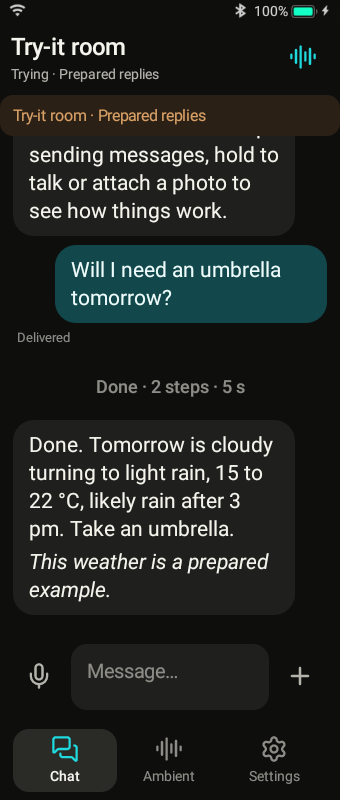 100%
Try-it room
Trying · Prepared replies
Try-it room · Prepared replies
sending messages, hold to
talk or attach a photo to
see how things work.
Will I need an umbrella
tomorrow?
Delivered
Done · 2 steps · 5 s
Done. Tomorrow is cloudy
turning to light rain, 15 to
22 °C, likely rain after 3
pm. Take an umbrella.
This weather is a prepared
example.
Message…
Chat
Ambient
Settings